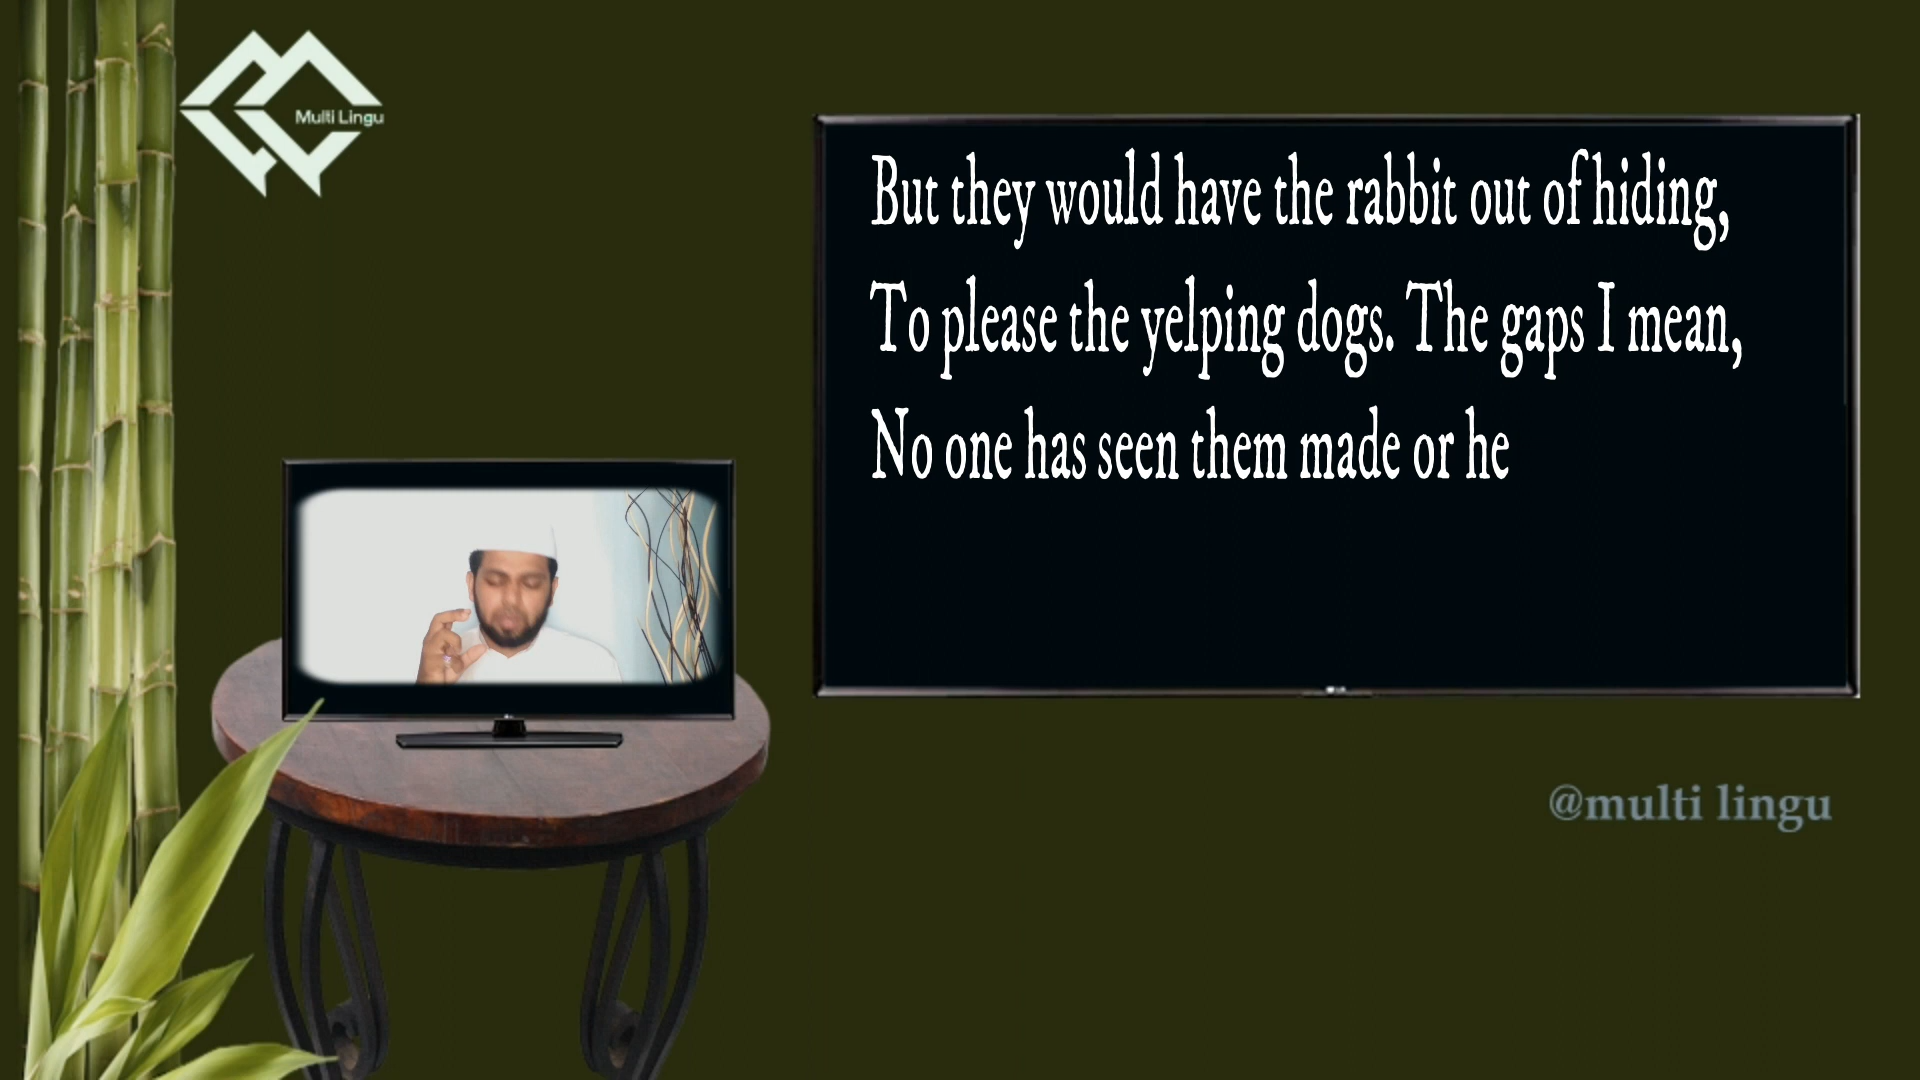 Multi Lingu
But they would have the rabbit out of hiding,
To please the yelping dogs. The gaps I mean,
No one has seen them made or he
@multi lingu